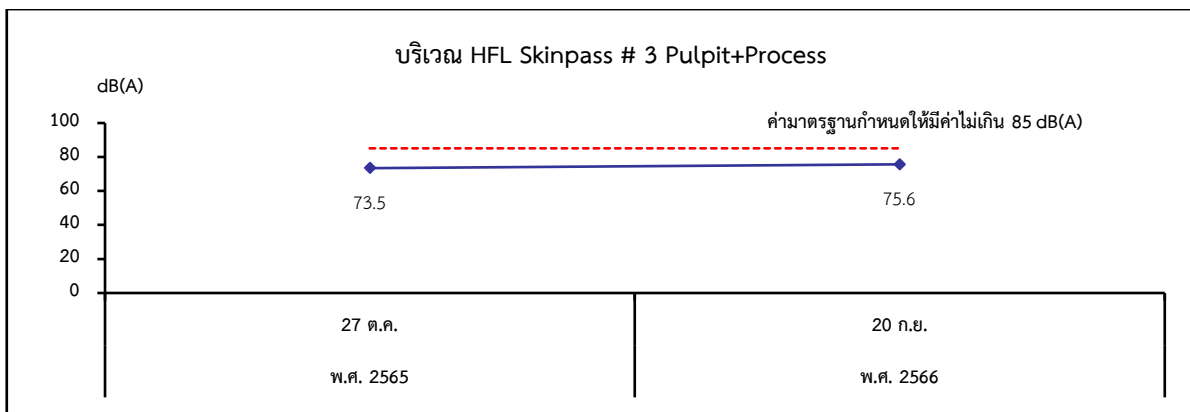 บริเวณ HFL Skinpass # 3 Pulpit+Process
dB(A)
ค่ามาตรฐานกำหนดให้มีค่าไม่เกิน 85 dB(A)
100
80
60
40
20
0
73.5
75.6
27 ต.ค.
20 ก.ย.
พ.ศ. 2565
พ.ศ. 2566